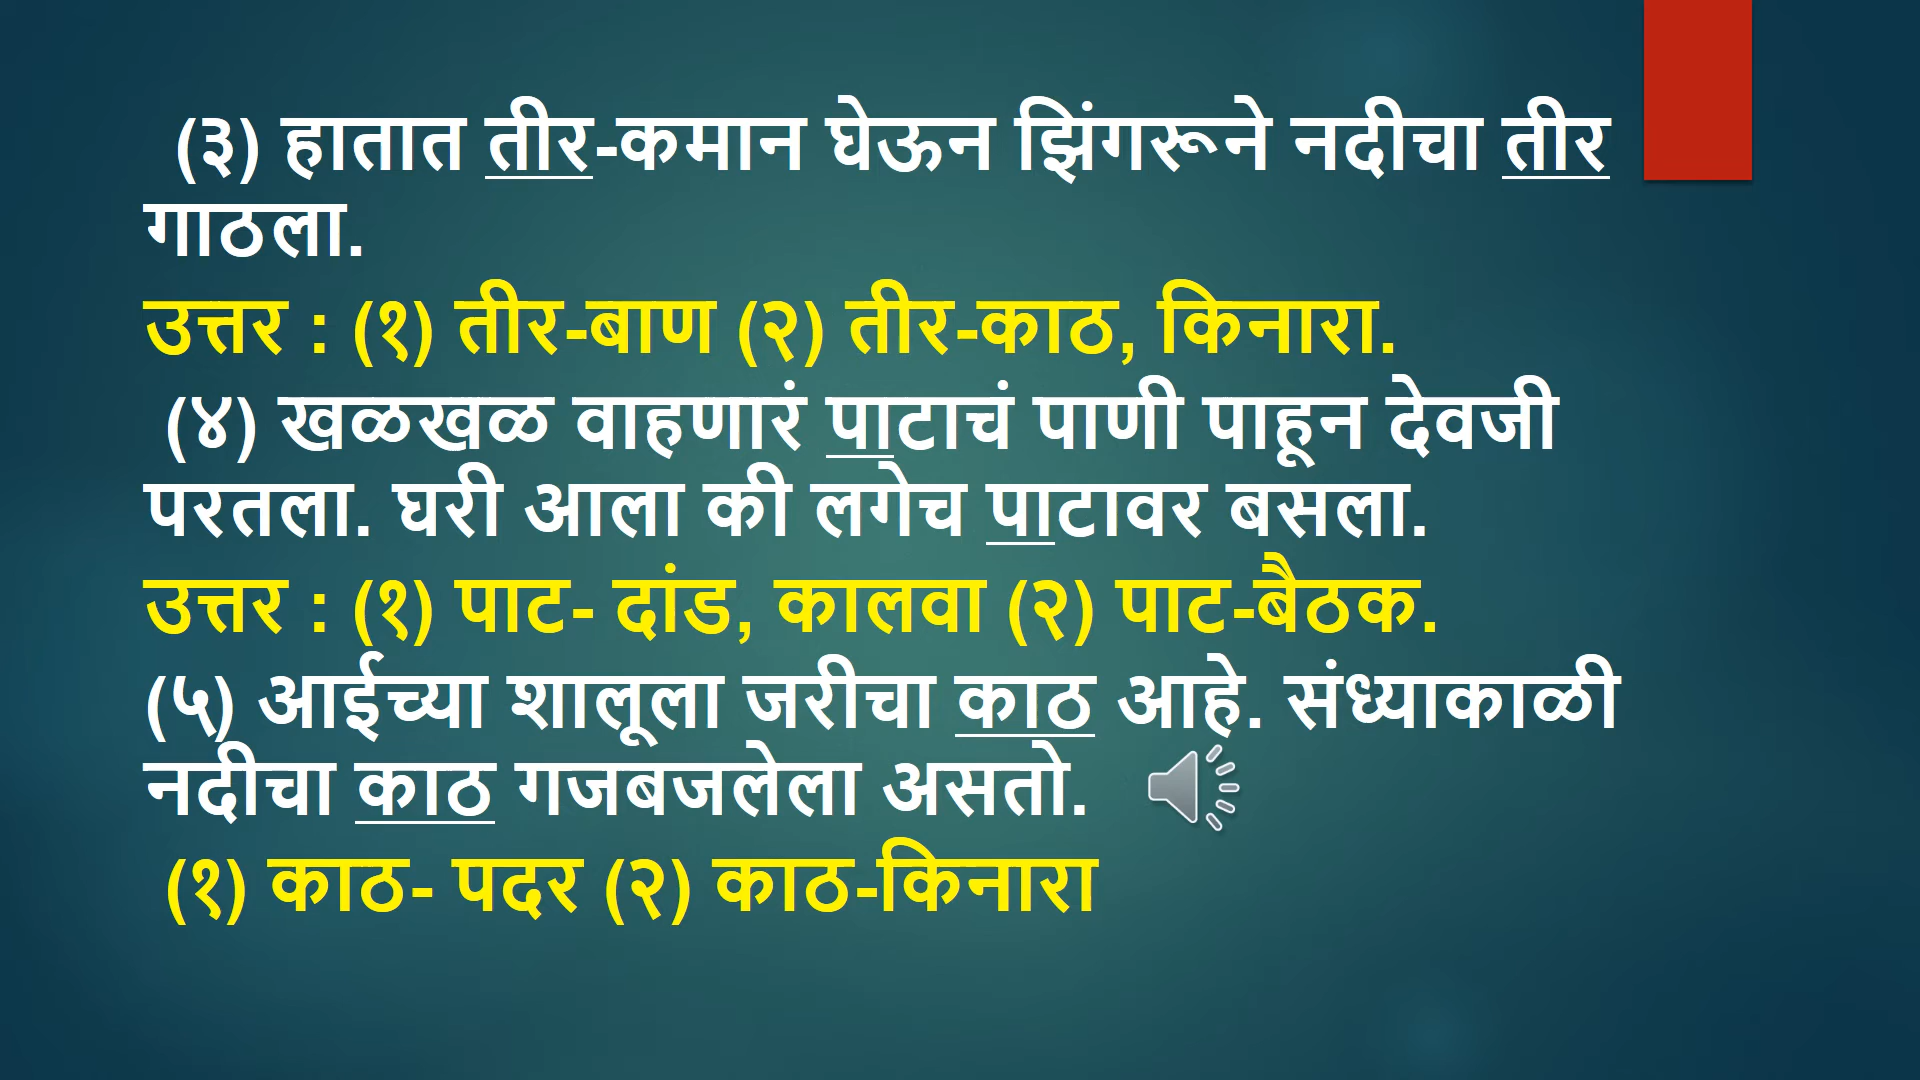 (३) हातात तीर-कमान घेऊन झिंगरूने नदीचा तीर
गाठला.
उत्तर : (१) तीर-बाण (२) तीर-काठ, किनारा.
(४) खळखळ वाहणारं पाटाचं पाणी पाहून देवजी
परतला. घरी आला की लगेच पाटावर बसला.
उत्तर : (१) पाट- दांड, कालवा (२) पाट-बैठक.
(५) आईच्या शालूला जरीचा काठ आहे. संध्याकाळी
नदीचा काठ गजबजलेला असतो.
(१) काठ- पदर (२) काठ-किनारा